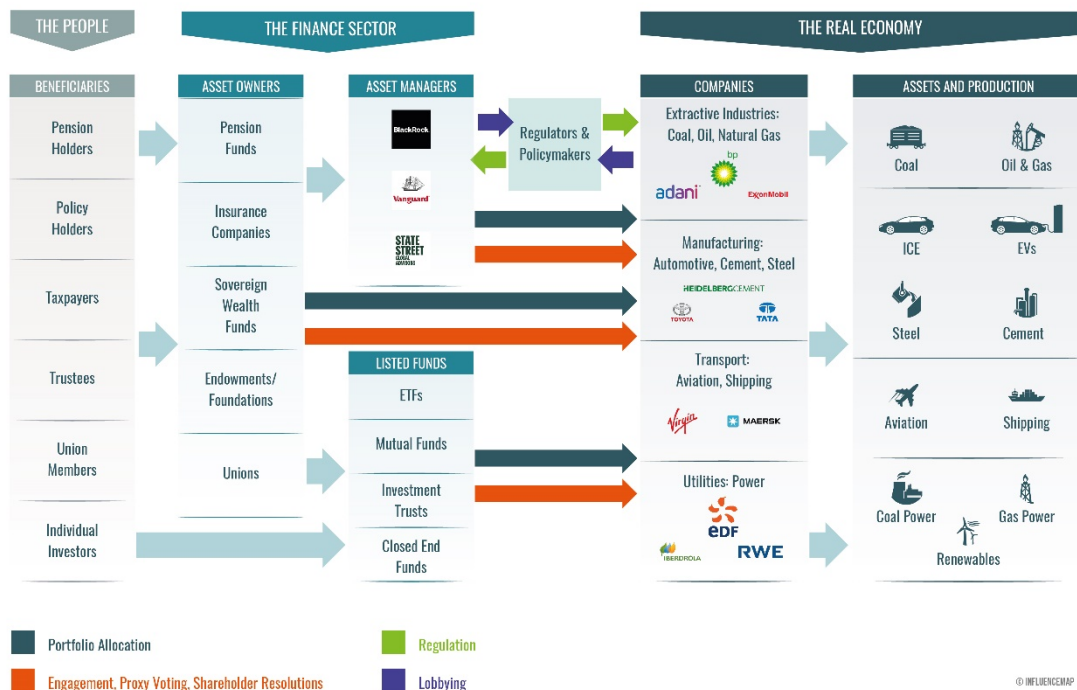 THE PEOPLE
THE FINANCE SECTOR
THE REAL ECONOMY
BENEFICIARIES
Pension
Holders
Policy
Holders
Taxpayers
Trustees
Union
Members
Individual
Investors
ASSET OWNERS
Pension
Funds
Insurance
Companies
Sovereign
Wealth
Funds
Endowments/
Foundations
Unions
ASSET MANAGERS
BlackRock
Vanguard
STATE
STREET
GLOBAL
ADVISORS
LISTED FUNDS
ETFs
Mutual Funds
Investment
Trusts
Closed End
Funds
Regulators &
Policymakers
COMPANIES
Extractive Industries:
Coal, Oil, Natural Gas
bp
adani
ExxonMobil
Manufacturing:
Automotive, Cement, Steel
HEIDELBERGCEMENT
TOYOTA
TATA
Transport:
Aviation, Shipping
Virgin
MAERSK
Utilities: Power
eDF
IBERDROLA
RWE
ASSETS AND PRODUCTION
Coal
Oil & Gas
ICE
EVs
Steel
Cement
Aviation
Shipping
Coal Power
Gas Power
Renewables
Portfolio Allocation
Regulation
Engagement, Proxy Voting, Shareholder Resolutions
Lobbying
© INFLUENCEMAP